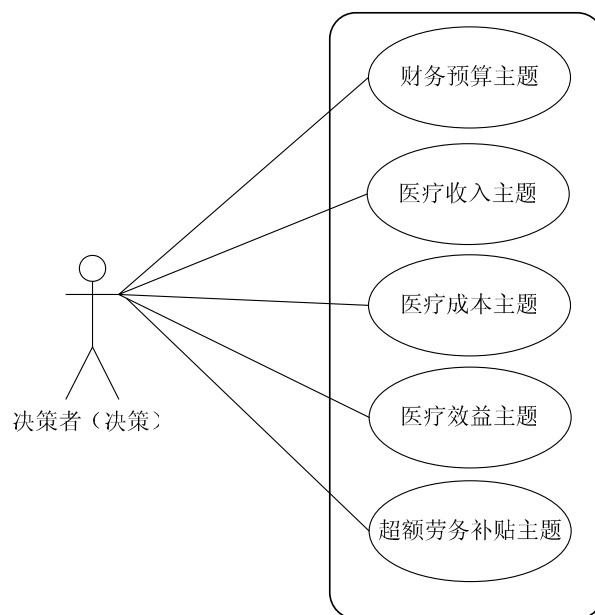 财务预算主题
医疗收入主题
医疗成本主题
医疗效益主题
超额劳务补贴主题
决策者（决策）